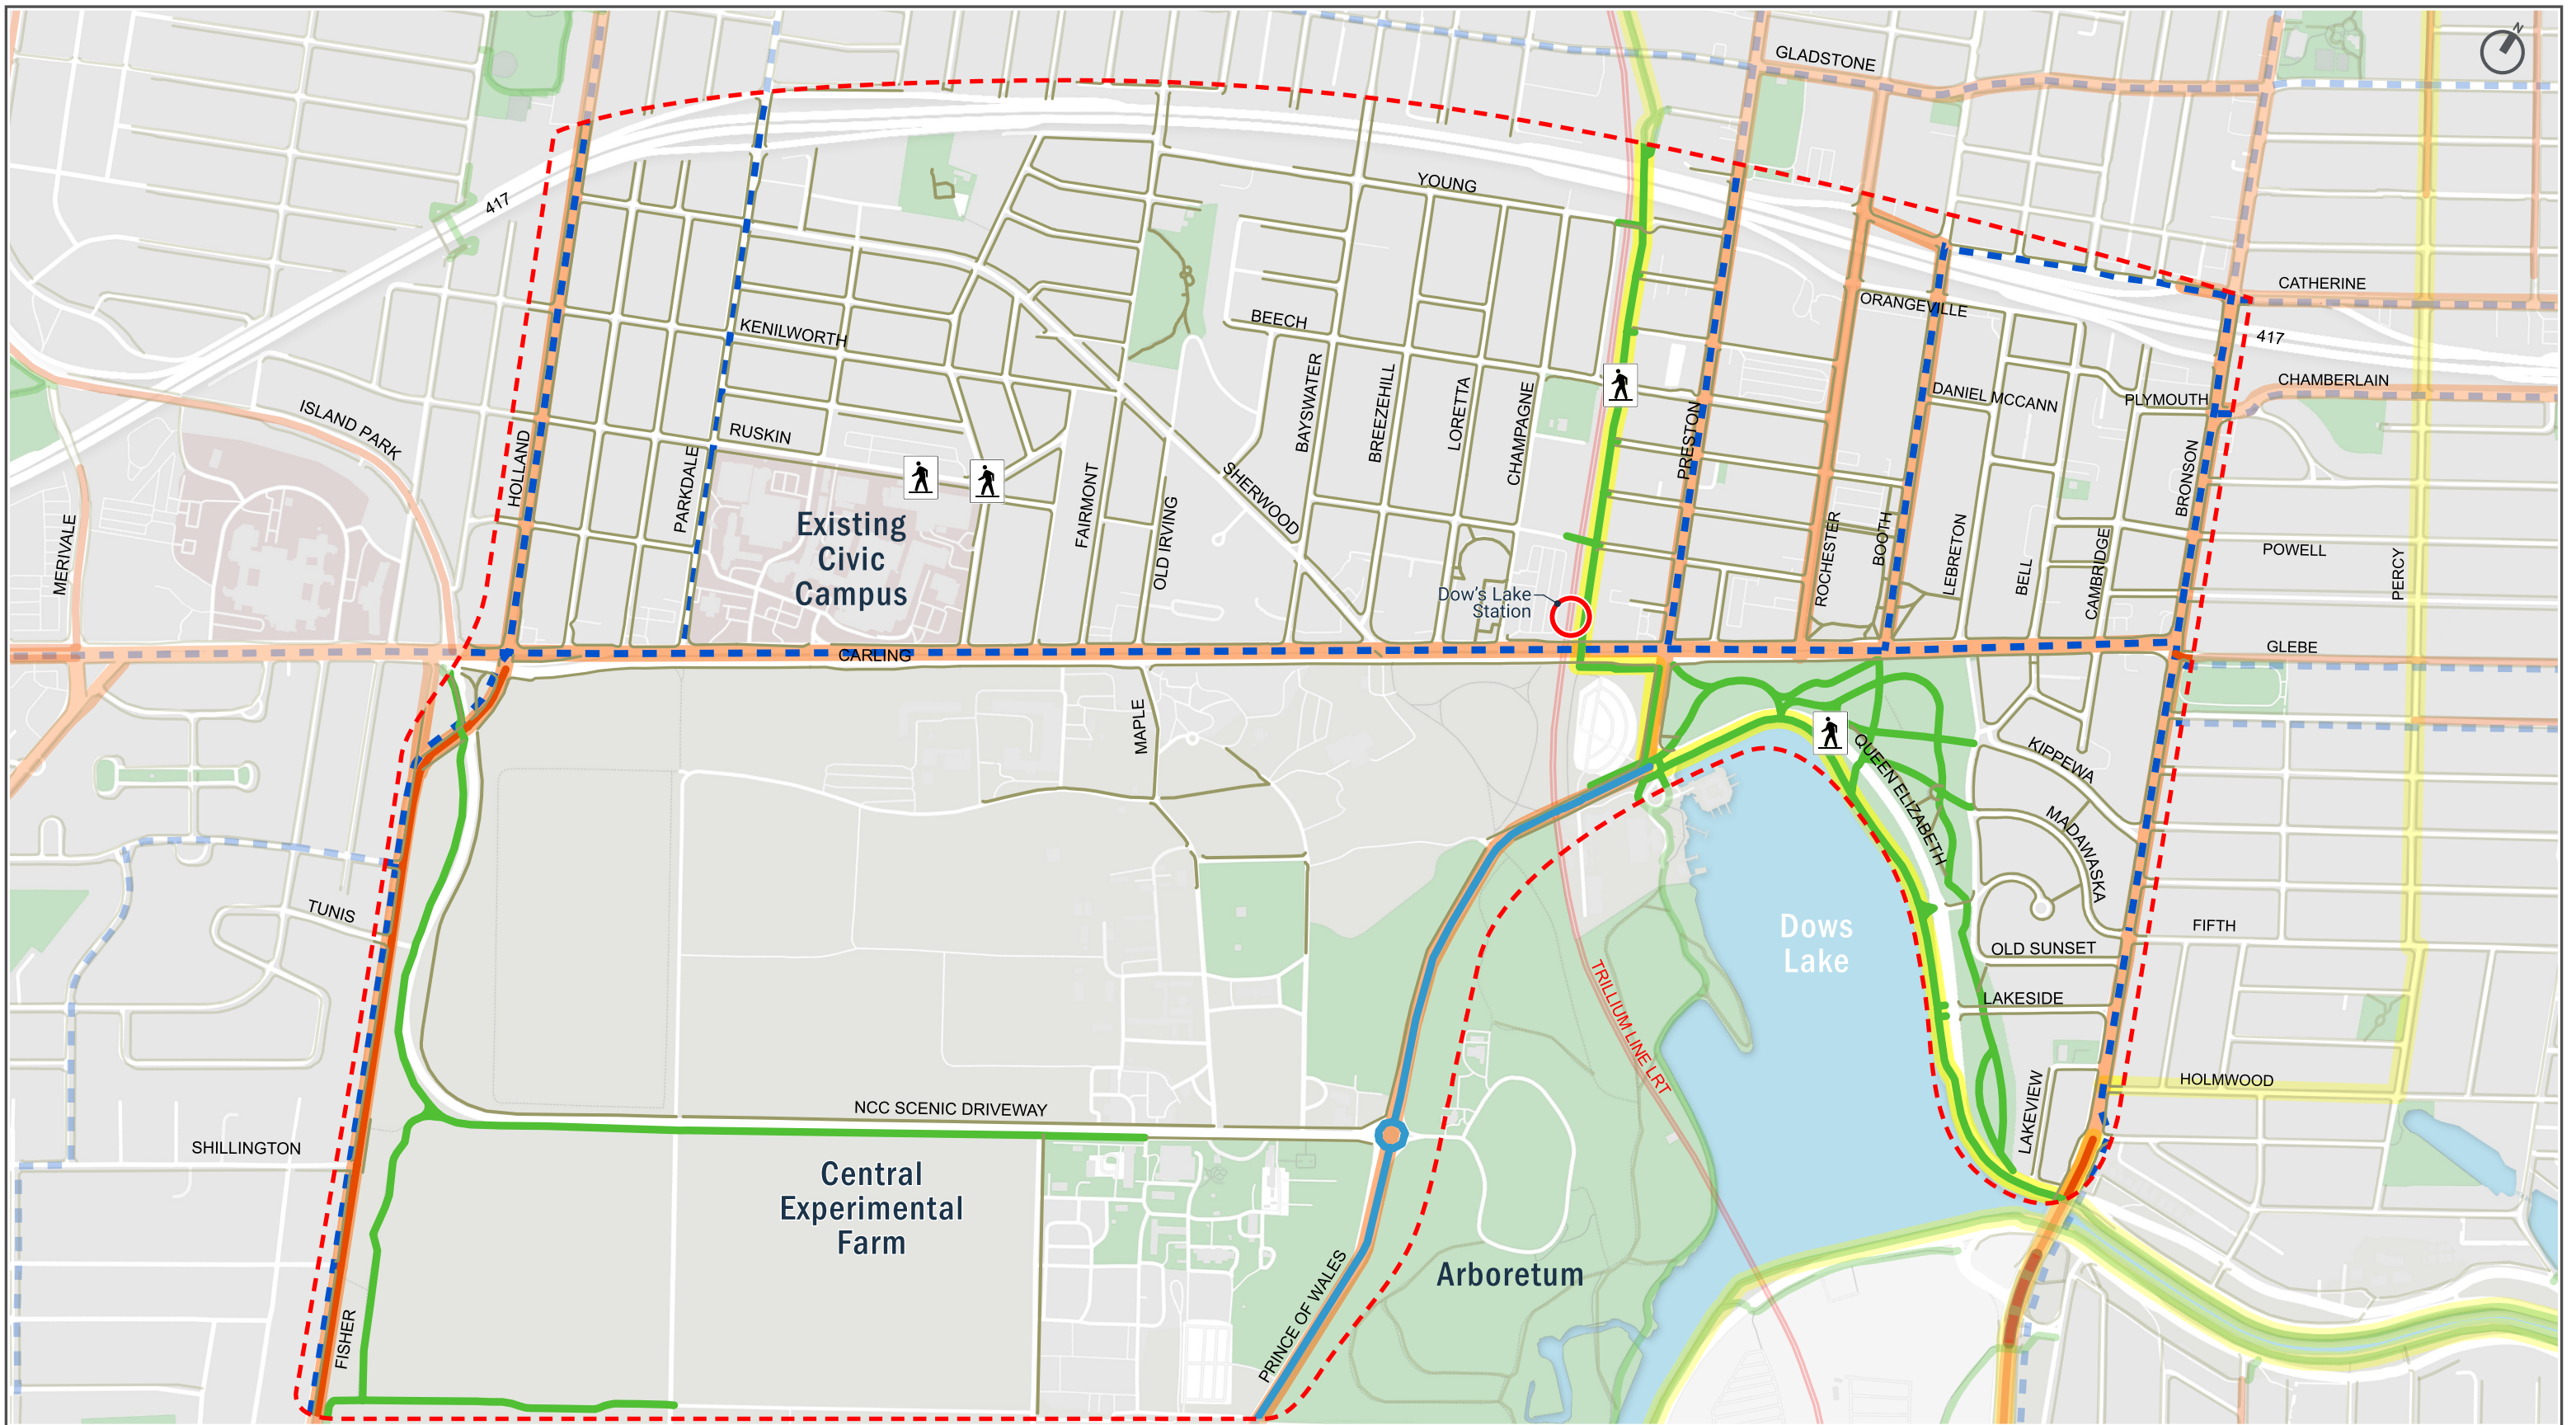 N
GLADSTONE
417
YOUNG
CATHERINE
ORANGEVILLE
417
KENILWORTH
BEECH
CHAMBERLAIN
DANIEL MCCANN
PLYMOUTH
ISLAND PARK
RUSKIN
HOLLAND
PARKDALE
BAYSWATER
BREEZEHILL
LORETTA
CHAMPAGNE
PRESTON
BRONSON
SHERWOOD
FAIRMONT
OLD IRVING
MERIVALE
Existing
Civic
Campus
ROCHESTER
BOOTH
LEBRETON
BELL
CAMBRIDGE
POWELL
PERCY
Dow's Lake
Station
CARLING
GLEBE
MAPLE
QUEEN ELIZABETH
KIPPEWA
MADAWASKA
TUNIS
Dows
Lake
FIFTH
OLD SUNSET
LAKESIDE
TRILLIUM LINE LRT
HOLMWOOD
LAKEVIEW
NCC SCENIC DRIVEWAY
SHILLINGTON
Central
Experimental
Farm
Arboretum
PRINCE OF WALES
FISHER